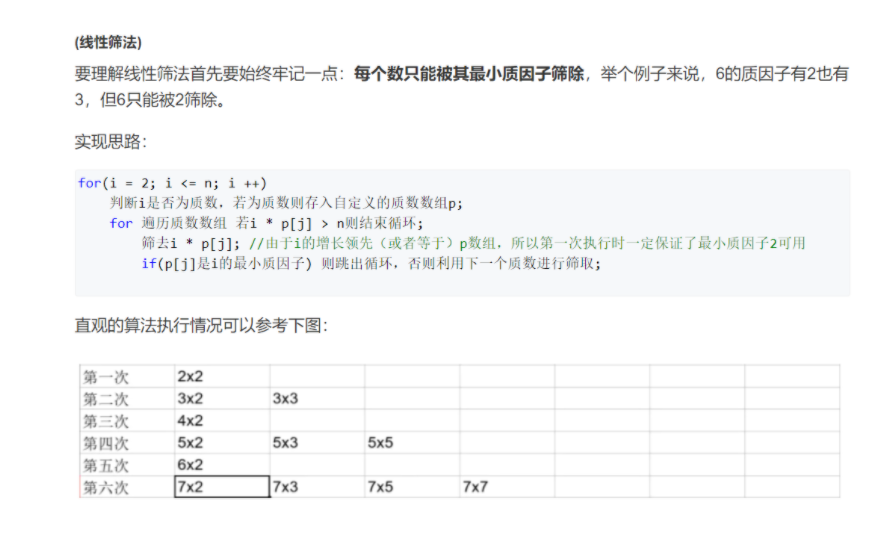 (线性筛法)
要理解线性筛法首先要始终牢记一点：每个数只能被其最小质因子筛除，举个例子来说，6的质因子有2也有
3，但6只能被2筛除。
实现思路：
for(i = 2; i <= n; i ++)
判断i是否为质数，若为质数则存入自定义的质数数组p;
for 遍历质数数组 若i * p[j] > n则结束循环;
筛去i * p[j]; //由于i的增长领先（或者等于）p数组，所以第一次执行时一定保证了最小质因子2可用
if(p[j]是i的最小质因子) 则跳出循环，否则利用下一个质数进行筛取;
直观的算法执行情况可以参考下图：
第一次 2x2
第二次 3x2 3x3
第三次 4x2
第四次 5x2 5x3 5x5
第五次 6x2
第六次 7x2 7x3 7x5 7x7